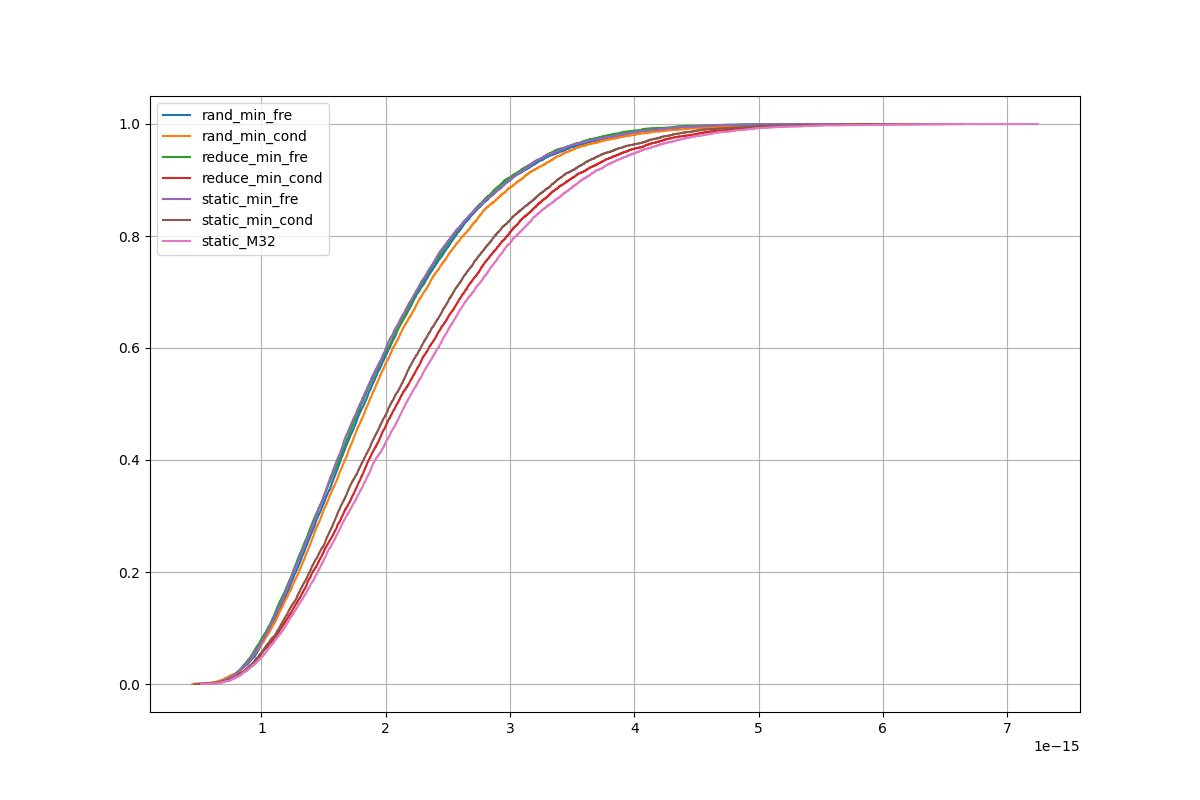 rand_min_fre
rand_min_cond
reduce_min_fre
reduce_min_cond
static_min_fre
static_min_cond
static_M32
1.0
0.8
0.6
0.4
0.2
0.0
1 2 3 4 5 6 7
1e−15